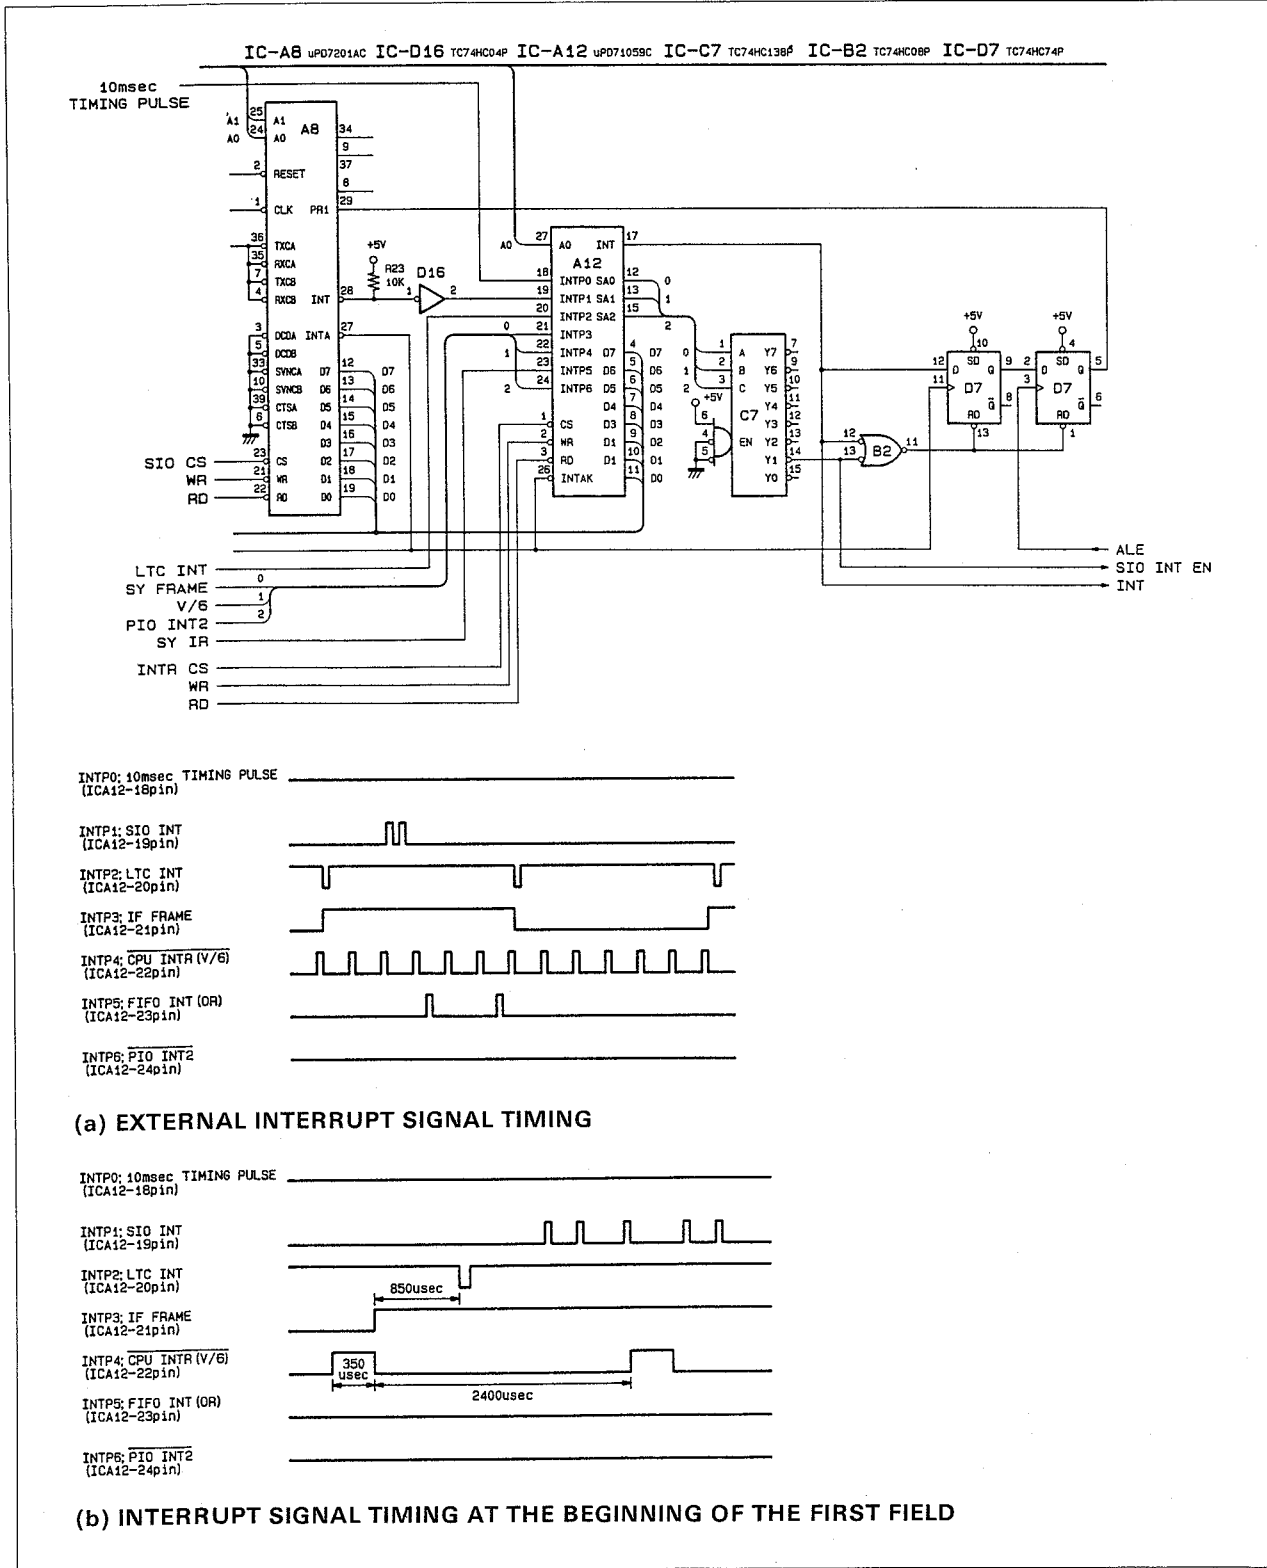 IC-A8 uPD7201AC IC-D16 TC74HC04P IC-A12 uPD71059C IC-C7 TC74HC138P IC-B2 TC74HC08P IC-D7 TC74HC74P
10msec
TIMING PULSE
A1 25 A1 A8 34
A0 24 A0
9
2 RESET 37
8
1 CLK PR1 29
36 TXCA
35 RXCA
7 TXCB
4 RXCB INT 28
+5V
R23
10K
D16
1 2
3 DCDA INTA 27
5 DCDB
33 SYNCA D7 12 D7
10 SYNCB D6 13 D6
39 CTSA D5 14 D5
6 CTSB D4 15 D4
D3 16 D3
SIO CS 23 CS D2 17 D2
WR 21 WR D1 18 D1
RD 22 RD D0 19 D0
A0 27 A0 INT 17
A12
18 INTP0 SA0 12 0
19 INTP1 SA1 13 1
20 INTP2 SA2 15 2
0 21 INTP3
1 22 INTP4 D7 4 D7
23 INTP5 D6 5 D6
2 24 INTP6 D5 6 D5
D4 7 D4
1 CS D3 8 D3
2 WR D1 9 D2
3 RD D1 10 D1
26 INTAK 11 D0
0 1 A Y7 7
1 2 B Y6 9
2 3 C Y5 10
+5V Y4 11
6 C7 Y3 12
4 EN Y2 13
5 Y1 14
Y0 15
12
13 B2 11
+5V +5V
10 4
12 D SD Q 9 2 D SD Q 5
11 D7 3 D7
Q 8 Q 6
RD RD
13 1
ALE
SIO INT EN
INT
LTC INT
SY FRAME 0
V/6 1
PIO INT2 2
SY IR
INTR CS
WR
RD
INTP0; 10msec TIMING PULSE
(ICA12-18pin)
INTP1; SIO INT
(ICA12-19pin)
INTP2; LTC INT
(ICA12-20pin)
INTP3; IF FRAME
(ICA12-21pin)
INTP4; CPU INTR (V/6)
(ICA12-22pin)
INTP5; FIFO INT (OR)
(ICA12-23pin)
INTP6; PIO INT2
(ICA12-24pin)
(a) EXTERNAL INTERRUPT SIGNAL TIMING
INTP0; 10msec TIMING PULSE
(ICA12-18pin)
INTP1; SIO INT
(ICA12-19pin)
INTP2; LTC INT
(ICA12-20pin)
850usec
INTP3; IF FRAME
(ICA12-21pin)
INTP4; CPU INTR (V/6)
(ICA12-22pin)
350
usec
2400usec
INTP5; FIFO INT (OR)
(ICA12-23pin)
INTP6; PIO INT2
(ICA12-24pin)
(b) INTERRUPT SIGNAL TIMING AT THE BEGINNING OF THE FIRST FIELD